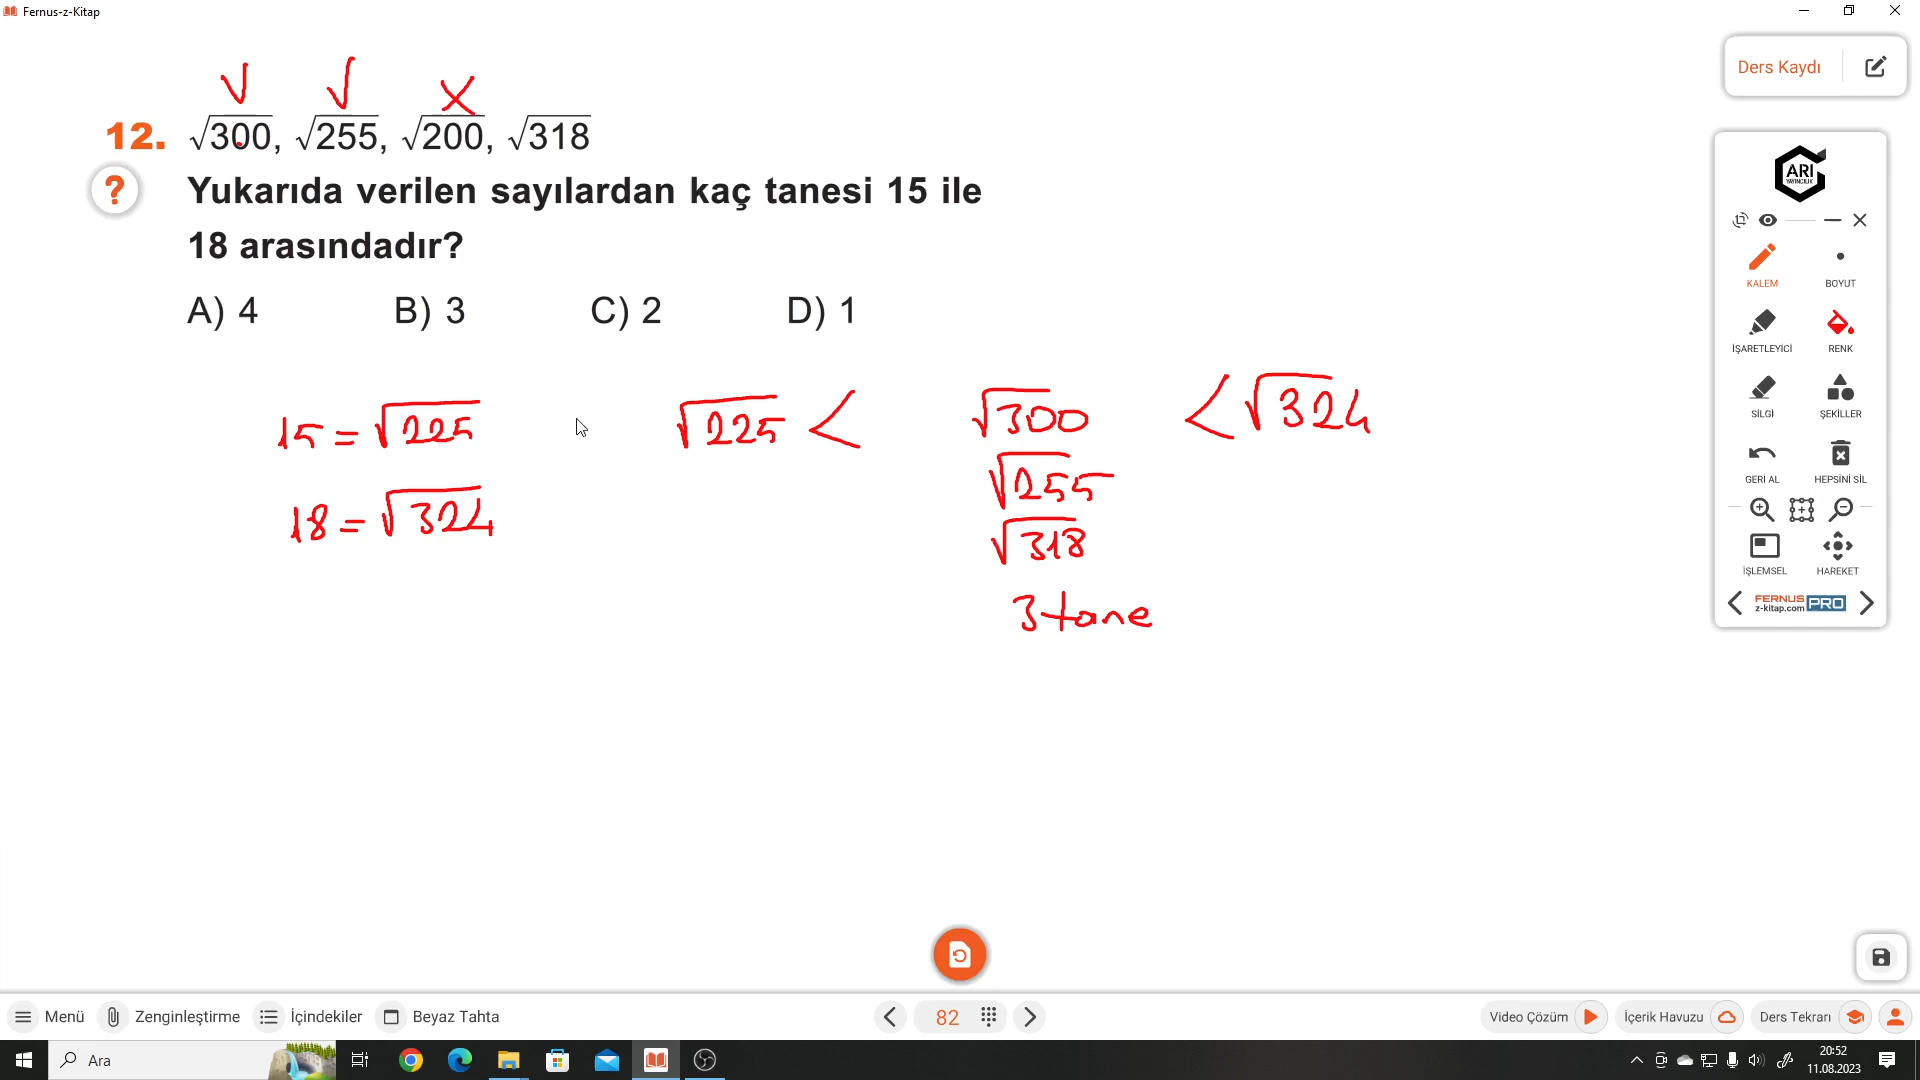 Fernus-z-Kitap
Ders Kaydı
√ √ X
12. √300, √255, √200, √318
? Yukarıda verilen sayılardan kaç tanesi 15 ile
18 arasındadır?
A) 4 B) 3 C) 2 D) 1
15 = √225 √225 < √300 < √324
√255
18 = √324
√318
3 tane
ARI
YAYINCILIK
KALEM BOYUT
İŞARETLEYİCİ RENK
SİLGİ ŞEKİLLER
GERİ AL HEPSİNİ SİL
İŞLEMSEL HAREKET
FERNUS
z-kitap.com PRO
Menü Zenginleştirme İçindekiler Beyaz Tahta 82 Video Çözüm İçerik Havuzu Ders Tekrarı
Ara 20:52
11.08.2023